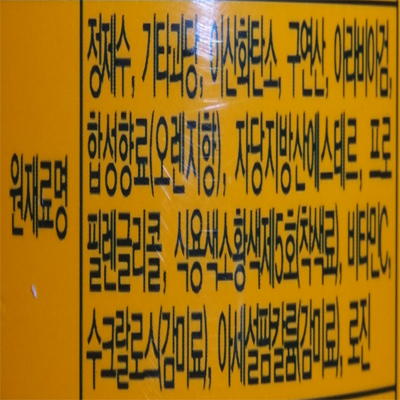 원재료명
정제수, 기타과당, 이산화탄소, 구연산, 아라비아검,
합성향료(오렌지향), 자당지방산에스테르, 프로
필렌글리콜, 식용색소황색제5호(착색료), 비타민C,
수크랄로스(감미료), 아세설팜칼륨(감미료), 로진